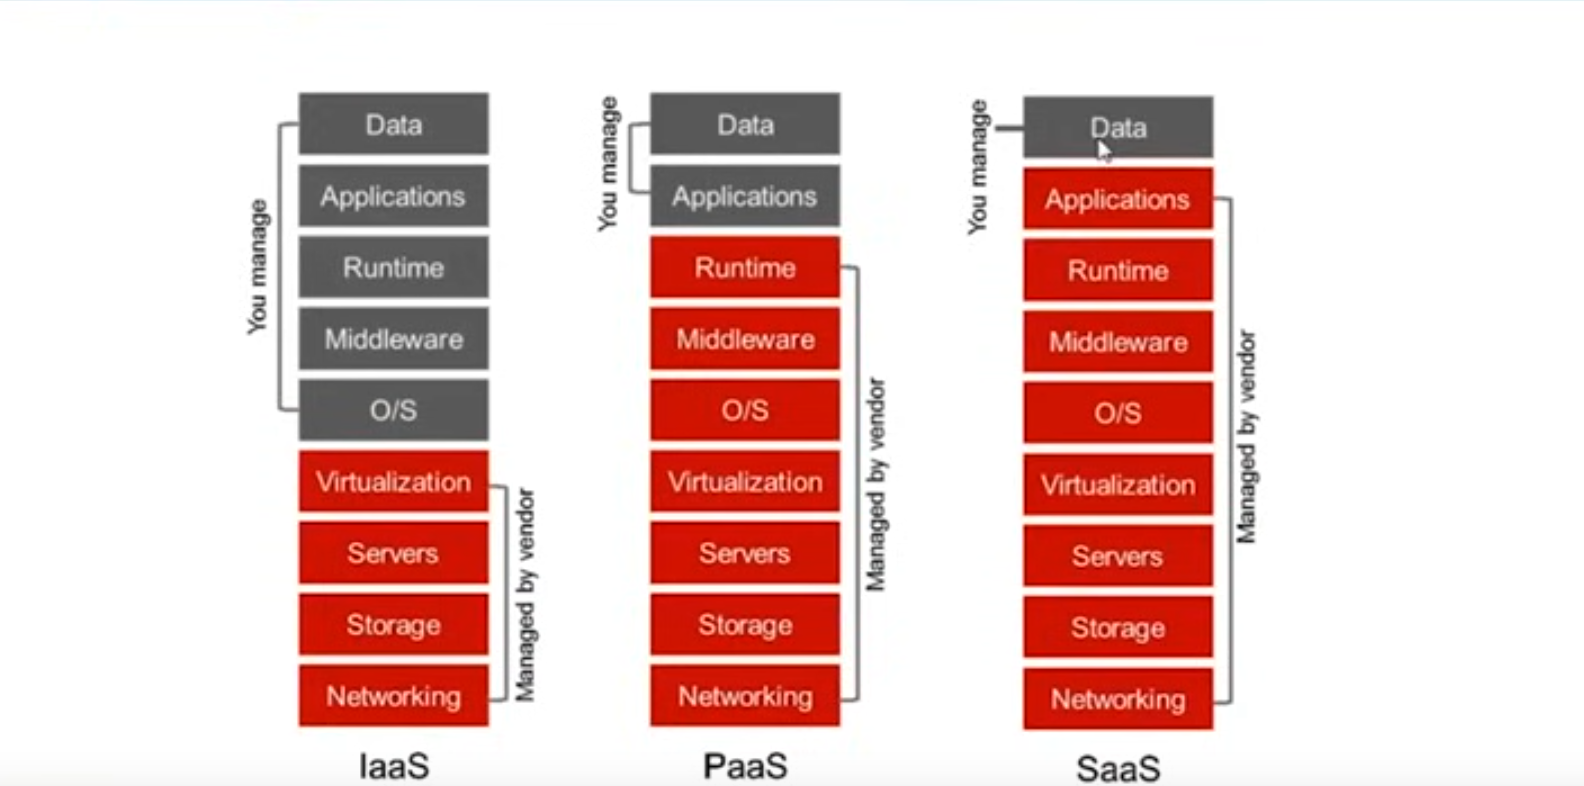 You manage
Data
Applications
Runtime
Middleware
O/S
Virtualization
Servers
Storage
Networking
Managed by vendor
IaaS
You manage
Data
Applications
Runtime
Middleware
O/S
Virtualization
Servers
Storage
Networking
Managed by vendor
PaaS
You manage
Data
Applications
Runtime
Middleware
O/S
Virtualization
Servers
Storage
Networking
Managed by vendor
SaaS